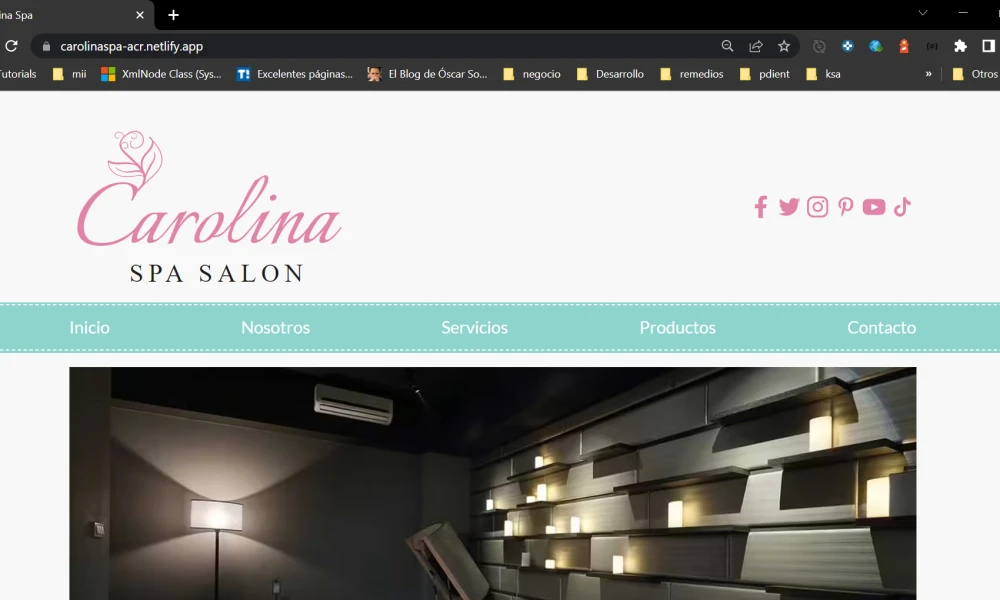 ina Spa
carolinaspa-acr.netlify.app
Tutorials mii XmlNode Class (Sys... Excelentes páginas... El Blog de Óscar So... negocio Desarrollo remedios pdient ksa » Otros
Carolina
SPA SALON
Inicio Nosotros Servicios Productos Contacto